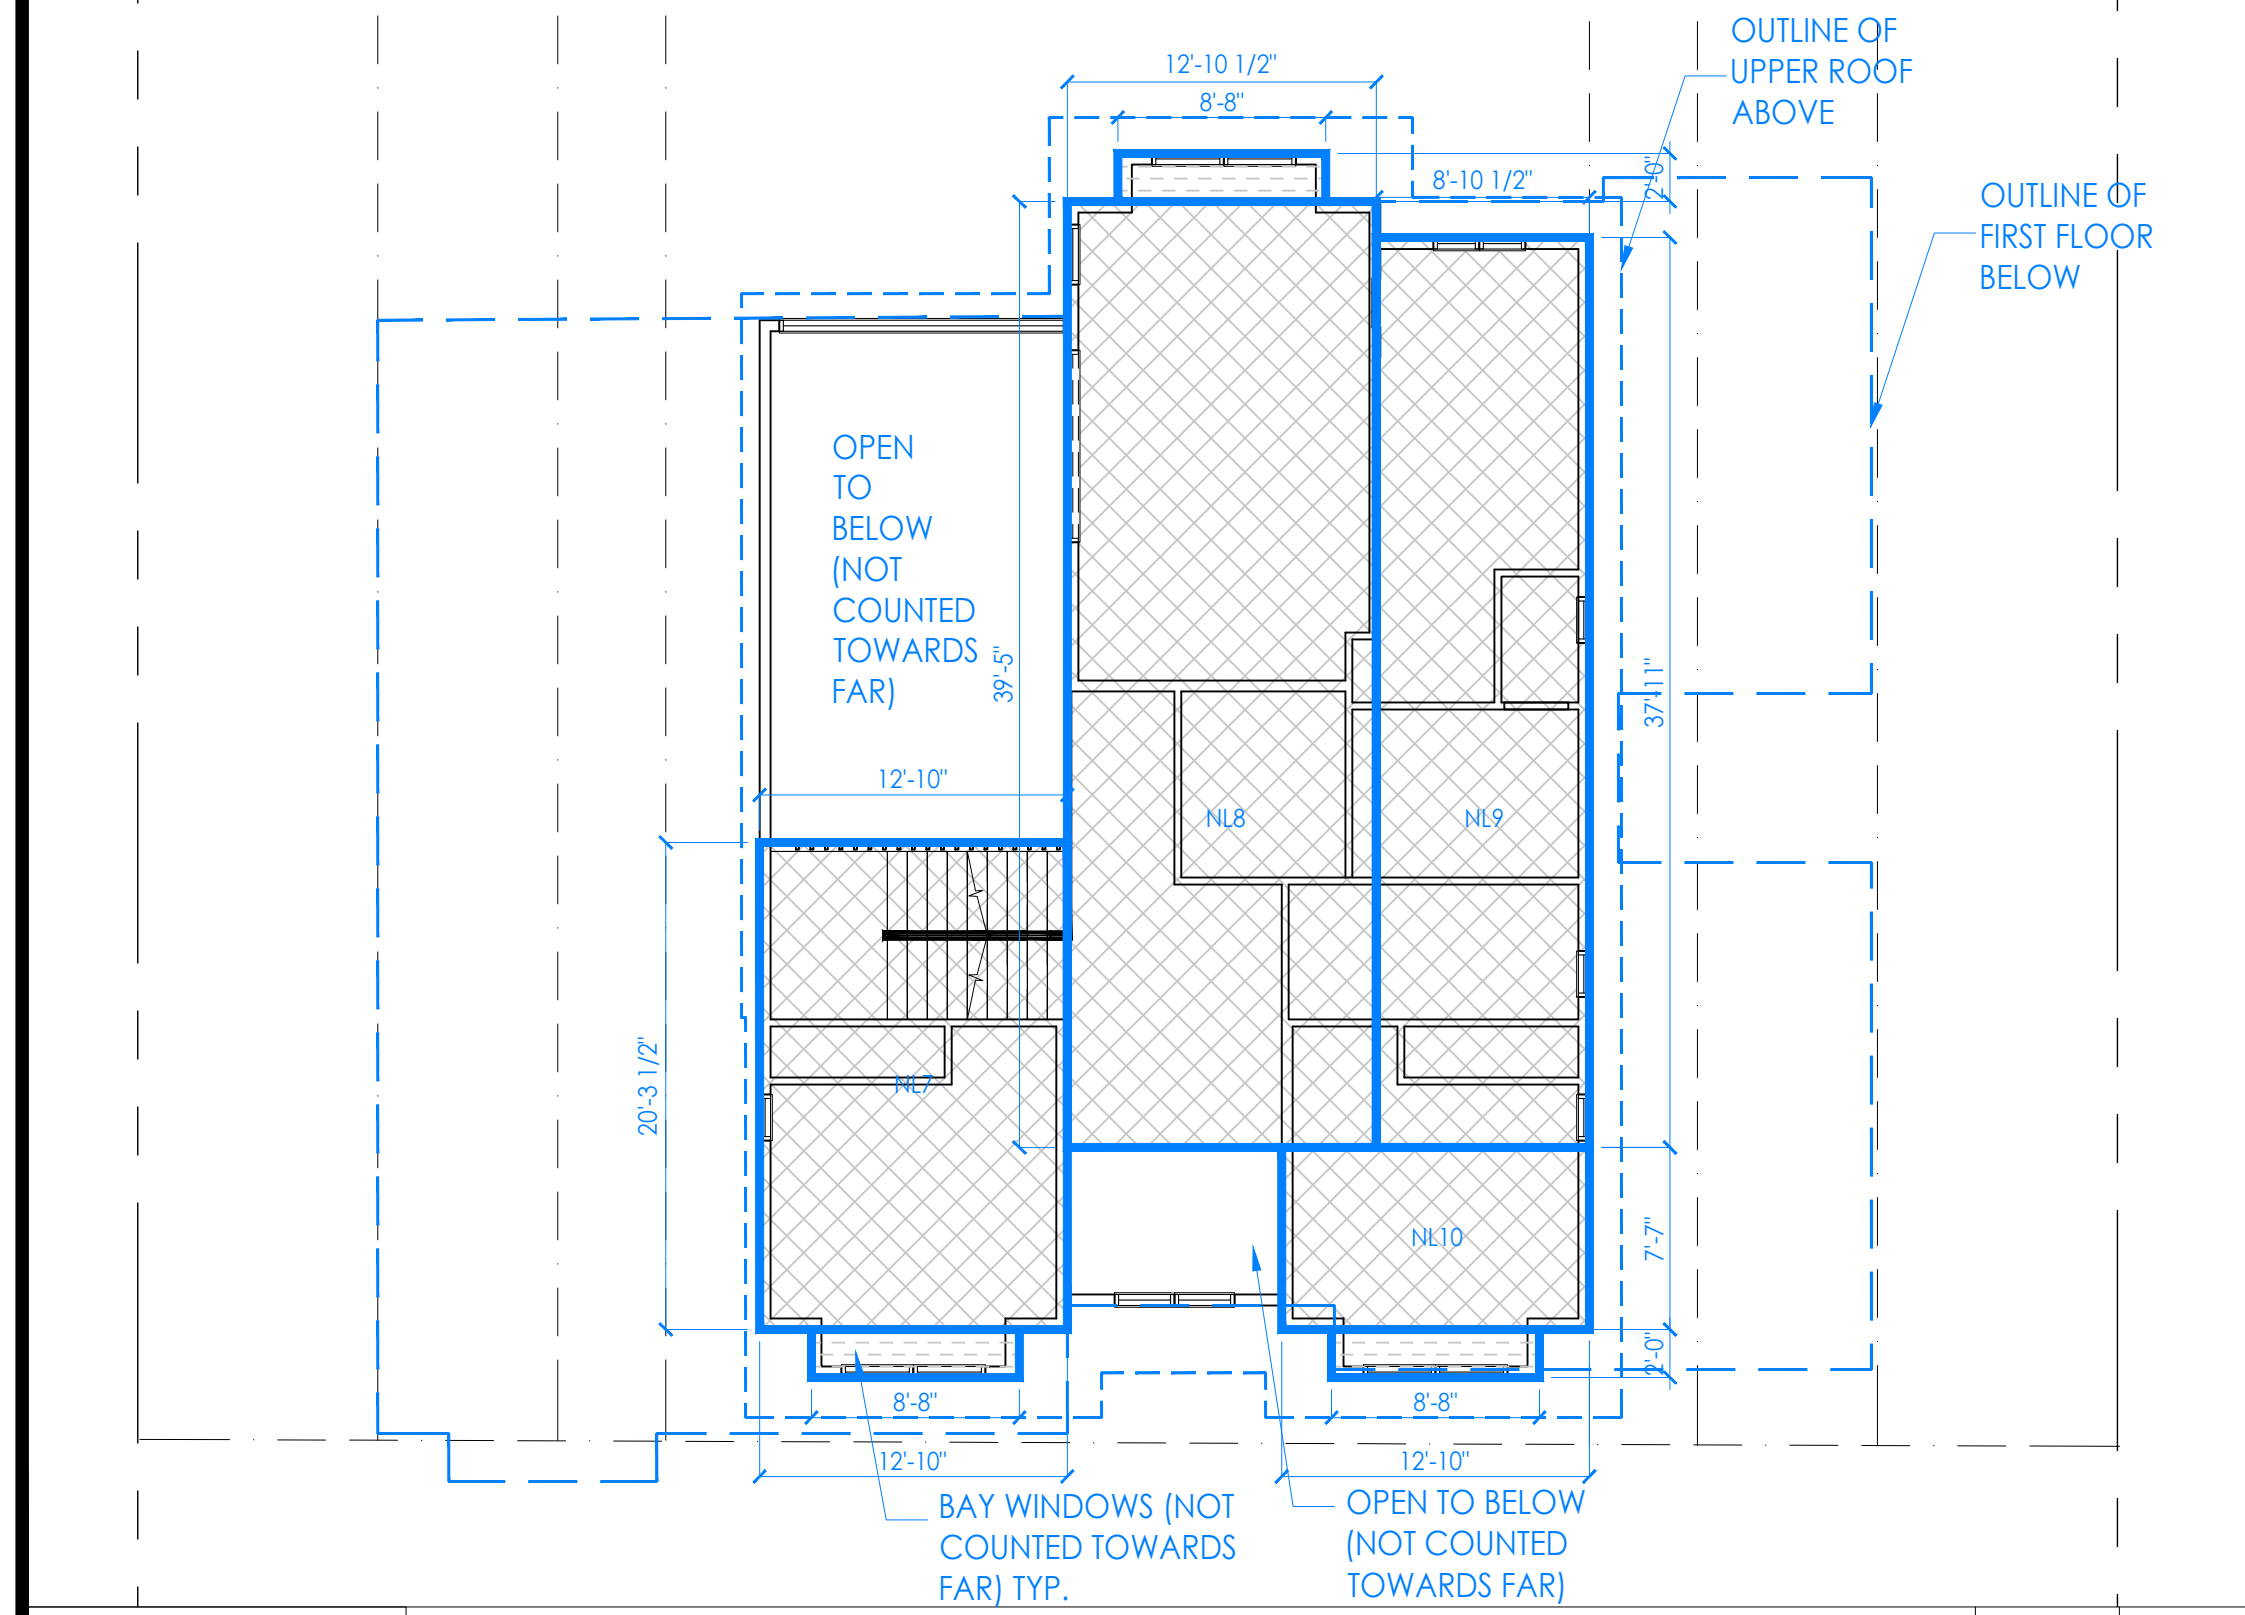 OUTLINE OF
UPPER ROOF
ABOVE
12'-10 1/2"
8'-8"
8'-10 1/2"
2'-0"
OUTLINE OF
FIRST FLOOR
BELOW
OPEN
TO
BELOW
(NOT
COUNTED
TOWARDS
FAR)
39'-5"
37'-11"
12'-10"
NL8
NL9
20'-3 1/2"
NL7
NL10
7'-7"
2'-0"
8'-8"
8'-8"
12'-10"
12'-10"
BAY WINDOWS (NOT
COUNTED TOWARDS
FAR) TYP.
OPEN TO BELOW
(NOT COUNTED
TOWARDS FAR)